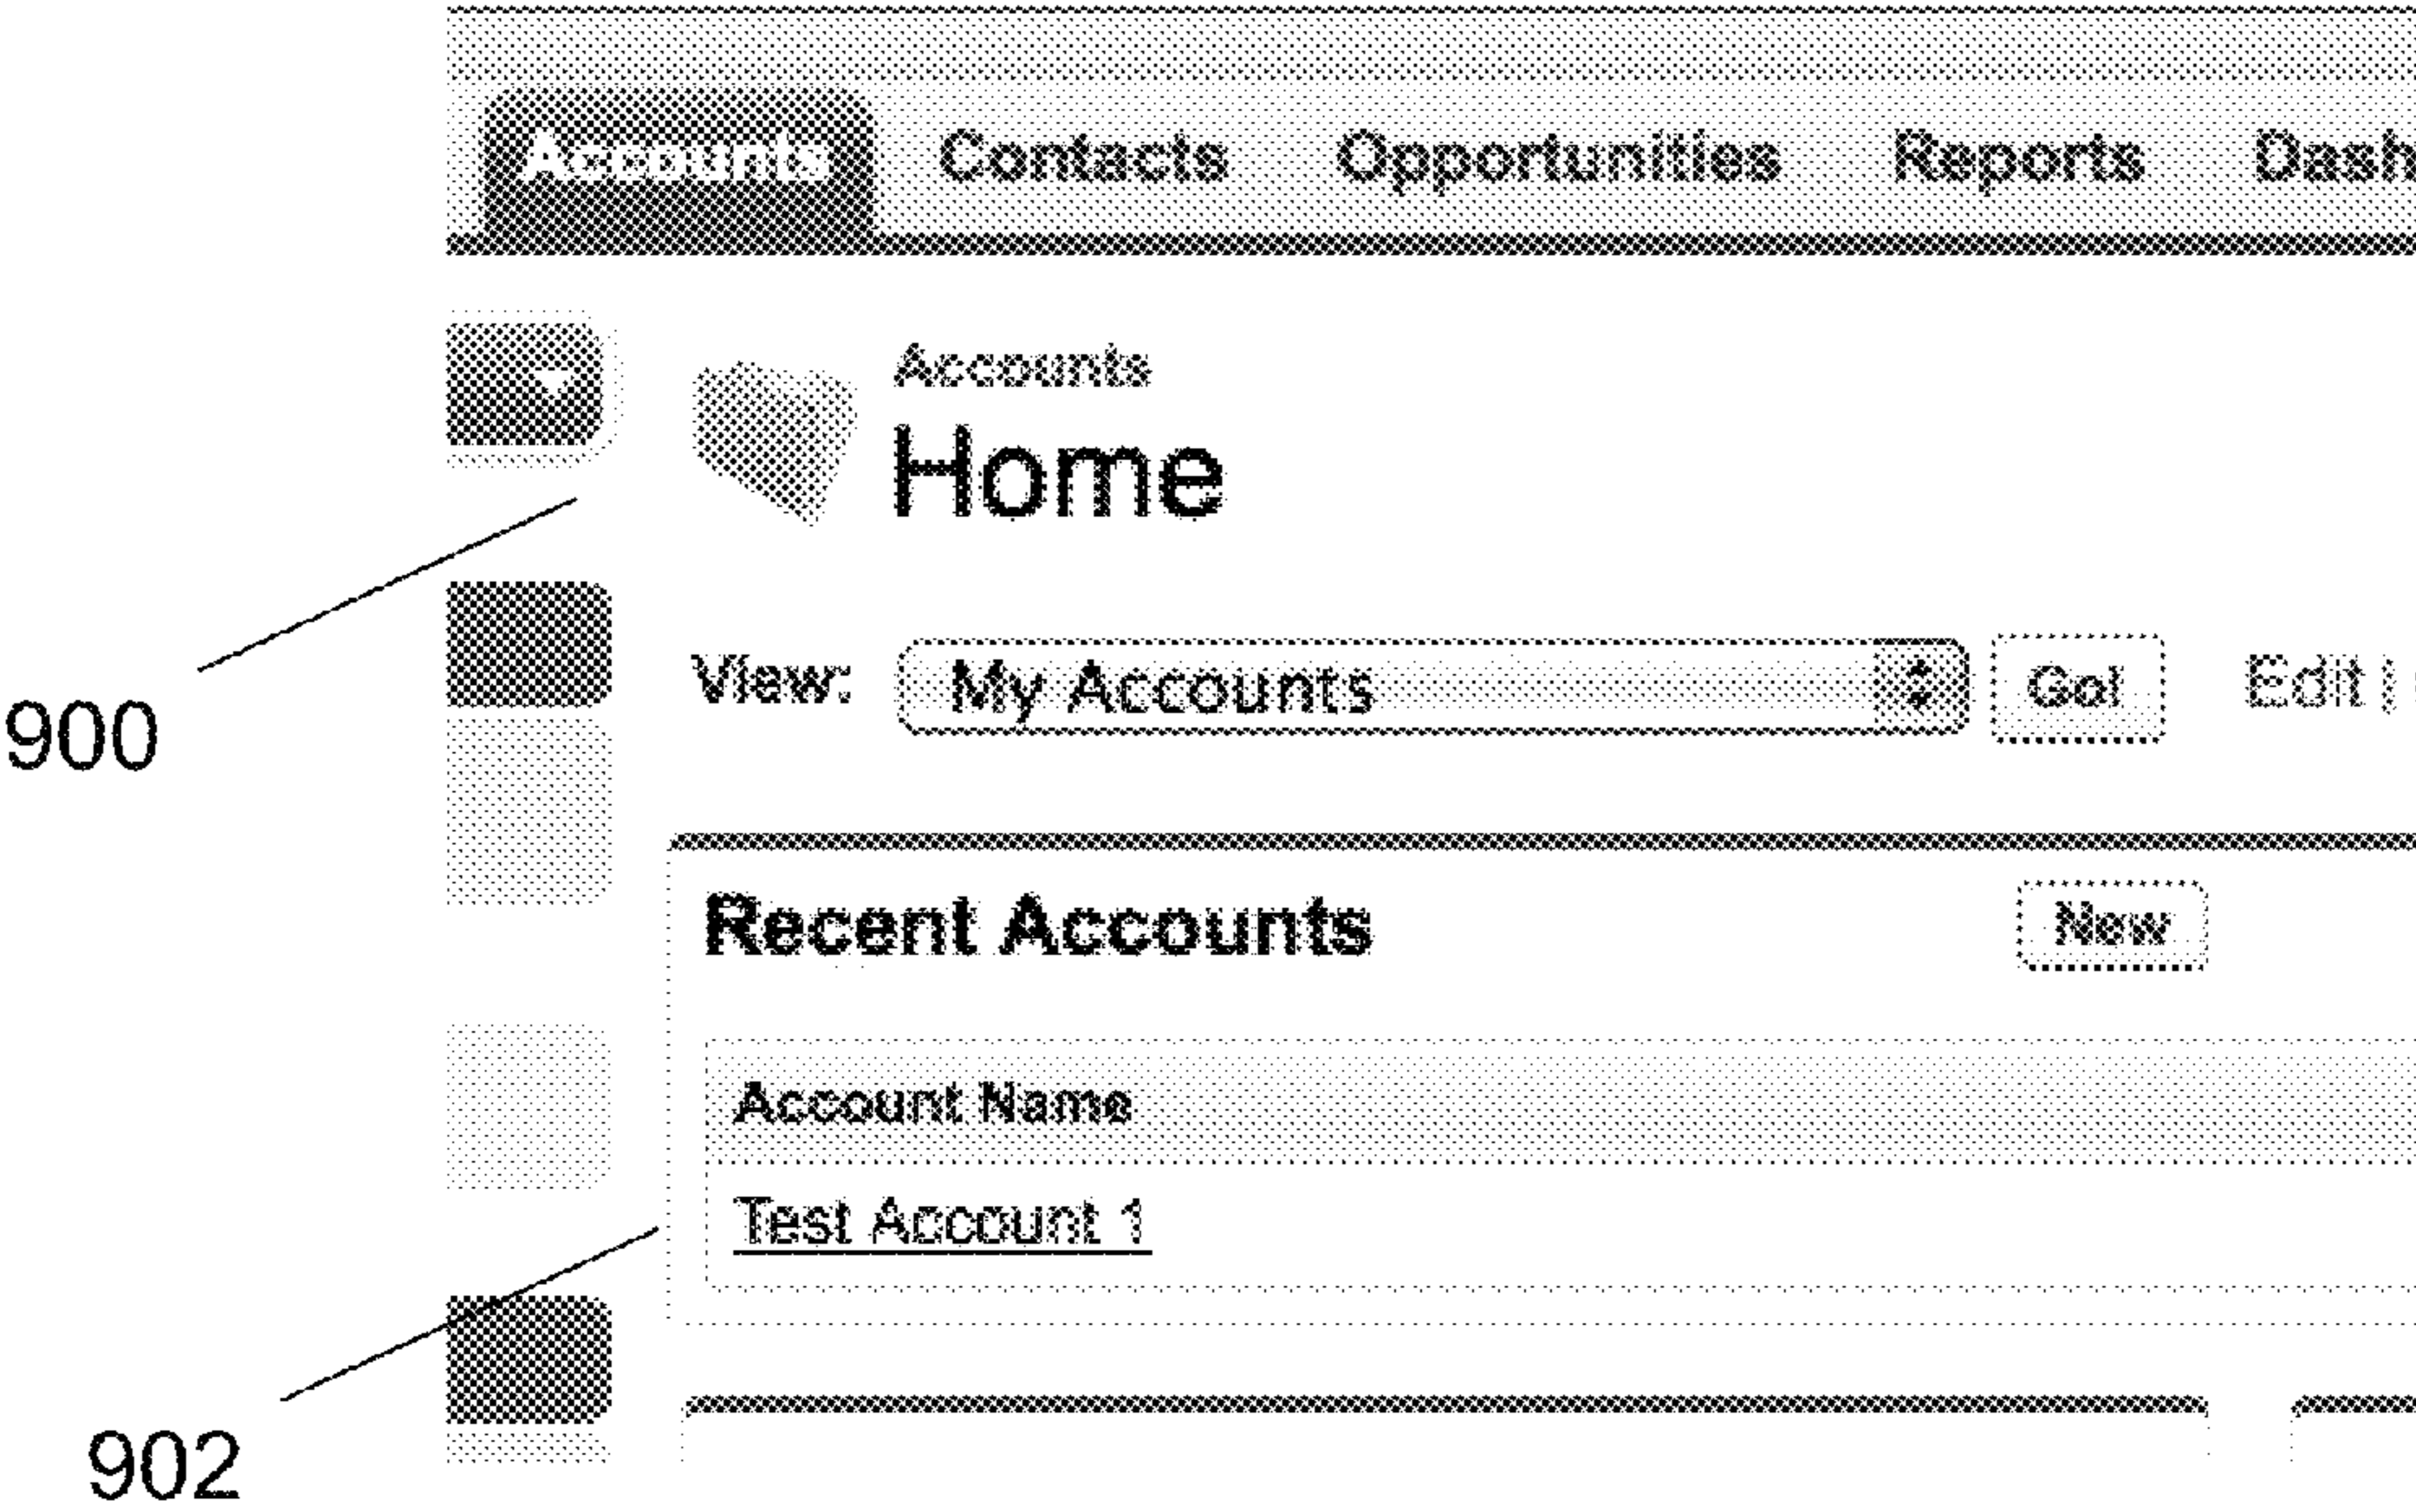 Accounts Contacts Opportunities Reports Dash
Accounts
Home
900
View: My Accounts Go! Edit |
Recent Accounts New
Account Name
Test Account 1
902